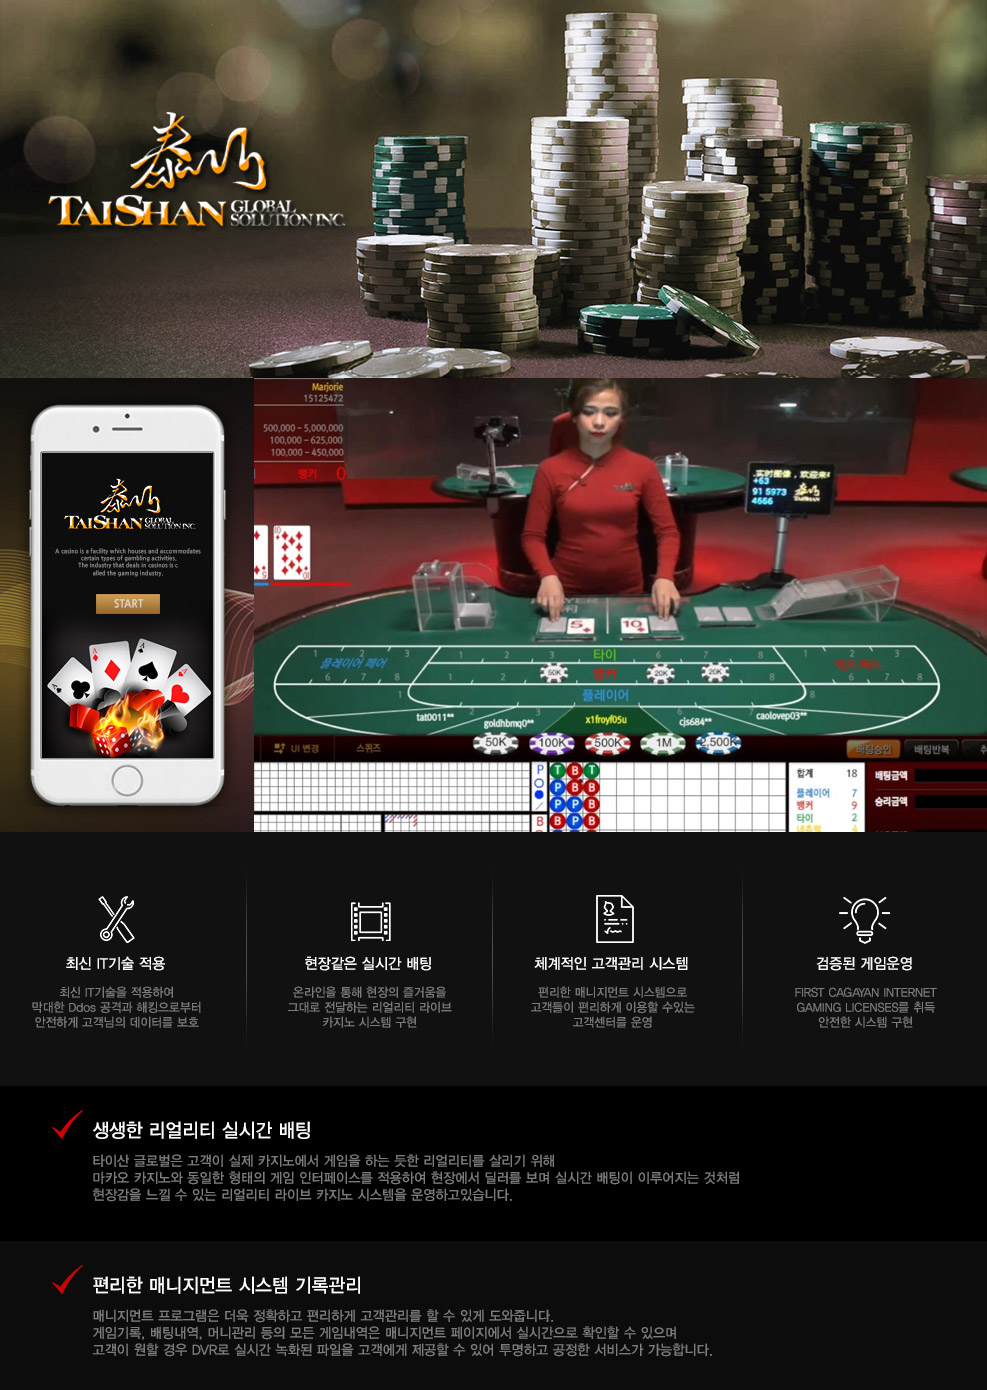 泰山
TAISHAN GLOBAL SOLUTION INC.
泰山
TAISHAN GLOBAL SOLUTION INC.
A casino is a facility which houses and accommodates
certain types of gambling activities.
The industry that deals in casinos is c
alled the gaming industry.
START
Marjorie
15125472
500,000 – 5,000,000
100,000 – 625,000
100,000 – 450,000
뱅커 0
实时图像，欢迎来电
+63
91 5973
4566
泰山
TAISHAN
5 10
플레이어 페어
타이
뱅커
플레이어
뱅커 페어
50K 20K 20K
tat0011**
goldhbmq0**
x1froyf05u
cjs684**
caolovep03**
UI 변경
스퀴즈
50K 100K 500K 1M 2,500K
배팅승인
배팅반복
취
P
B
T B T
P B B
P P B
B P B
합계 18
플레이어 7
뱅커 9
타이 2
배팅금액
승리금액
최신 IT기술 적용
최신 IT기술을 적용하여
막대한 Ddos 공격과 해킹으로부터
안전하게 고객님의 데이터를 보호
현장같은 실시간 배팅
온라인을 통해 현장의 즐거움을
그대로 전달하는 리얼리티 라이브
카지노 시스템 구현
체계적인 고객관리 시스템
편리한 매니지먼트 시스템으로
고객들이 편리하게 이용할 수있는
고객센터를 운영
검증된 게임운영
FIRST CAGAYAN INTERNET
GAMING LICENSES를 취득
안전한 시스템 구현
생생한 리얼리티 실시간 배팅
타이산 글로벌은 고객이 실제 카지노에서 게임을 하는 듯한 리얼리티를 살리기 위해
마카오 카지노와 동일한 형태의 게임 인터페이스를 적용하여 현장에서 딜러를 보며 실시간 배팅이 이루어지는 것처럼
현장감을 느낄 수 있는 리얼리티 라이브 카지노 시스템을 운영하고있습니다.
편리한 매니지먼트 시스템 기록관리
매니지먼트 프로그램은 더욱 정확하고 편리하게 고객관리를 할 수 있게 도와줍니다.
게임기록, 배팅내역, 머니관리 등의 모든 게임내역은 매니지먼트 페이지에서 실시간으로 확인할 수 있으며
고객이 원할 경우 DVR로 실시간 녹화된 파일을 고객에게 제공할 수 있어 투명하고 공정한 서비스가 가능합니다.